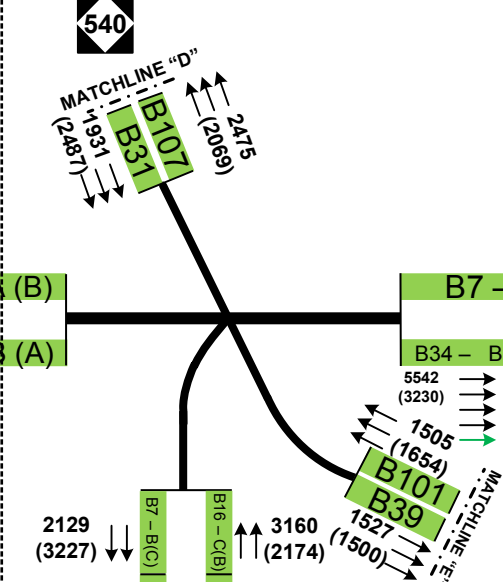 540
MATCHLINE "D"
1931
(2487)
B31
B107
2475
(2069)
(B)
(A)
B7 –
B34 – B
5542
(3230)
1505
(1654)
B101
B39
1527
(1500)
MATCHLINE "E"
2129
(3227)
B7 – B(C)
B16 – C(B)
3160
(2174)